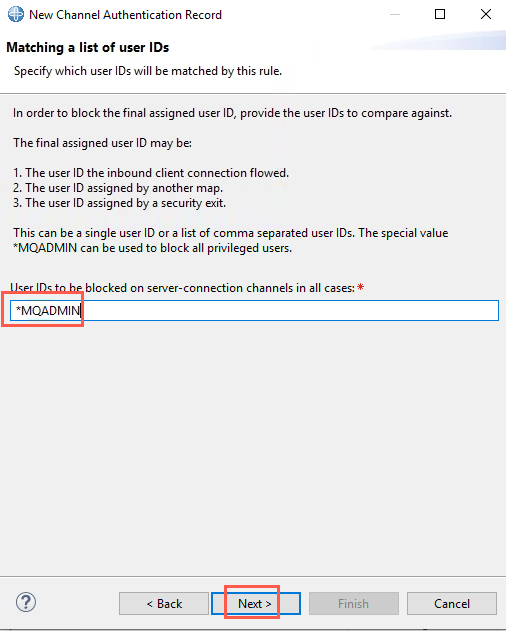 New Channel Authentication Record
Matching a list of user IDs
Specify which user IDs will be matched by this rule.
In order to block the final assigned user ID, provide the user IDs to compare against.
The final assigned user ID may be:
1. The user ID the inbound client connection flowed.
2. The user ID assigned by another map.
3. The user ID assigned by a security exit.
This can be a single user ID or a list of comma separated user IDs. The special value
*MQADMIN can be used to block all privileged users.
User IDs to be blocked on server-connection channels in all cases: *
*MQADMIN
?
< Back
Next >
Finish
Cancel